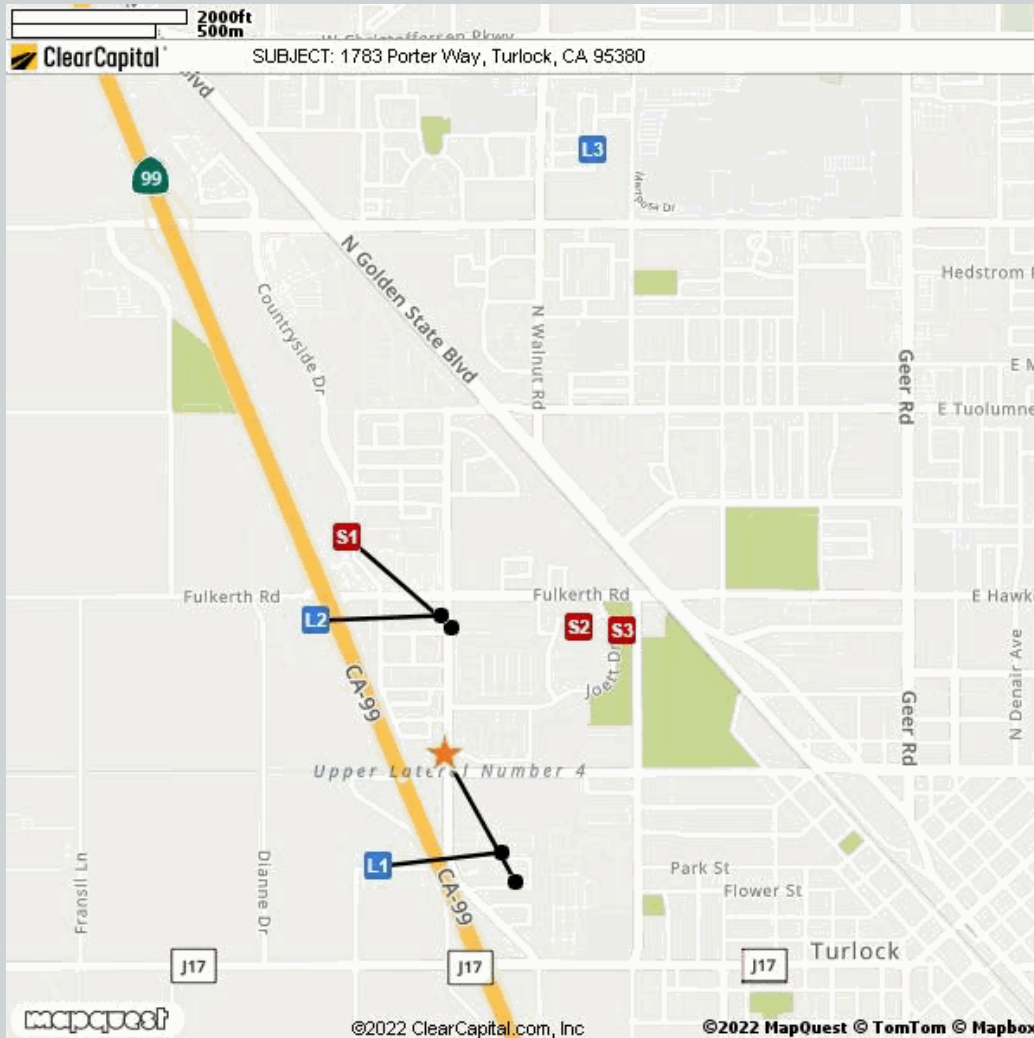 2000ft
500m
ClearCapital
SUBJECT: 1783 Porter Way, Turlock, CA 95380
Blvd
L3
99
Mariposa Dr
N Golden State Blvd
Hedstrom R
Countryside Dr
N Walnut Rd
Geer Rd
E M
E Tuolumne
S1
Fulkerth Rd
Fulkerth Rd
E Hawke
L2
S2
S3
Joett Dr
N Denair Ave
CA-99
Geer Rd
Upper Lateral Number 4
L1
Fransil Ln
Dianne Dr
CA-99
Park St
Flower St
Turlock
J17
J17
J17
mapquest
©2022 ClearCapital.com, Inc
©2022 MapQuest © TomTom © Mapbox